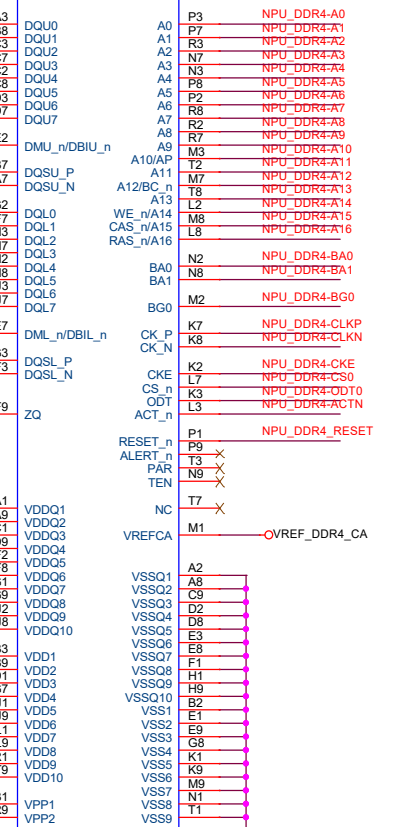 DQU0 A0 P3 NPU_DDR4-A0
DQU1 A1 P7 NPU_DDR4-A1
DQU2 A2 R3 NPU_DDR4-A2
DQU3 A3 N7 NPU_DDR4-A3
DQU4 A4 N3 NPU_DDR4-A4
DQU5 A5 P8 NPU_DDR4-A5
DQU6 A6 P2 NPU_DDR4-A6
DQU7 A7 R8 NPU_DDR4-A7
A8 R2 NPU_DDR4-A8
DMU_n/DBIU_n A9 R7 NPU_DDR4-A9
A10/AP M3 NPU_DDR4-A10
DQSU_P A11 T2 NPU_DDR4-A11
DQSU_N A12/BC_n M7 NPU_DDR4-A12
A13 T8 NPU_DDR4-A13
DQL0 WE_n/A14 L2 NPU_DDR4-A14
DQL1 CAS_n/A15 M8 NPU_DDR4-A15
DQL2 RAS_n/A16 L8 NPU_DDR4-A16
DQL3
DQL4 BA0 N2 NPU_DDR4-BA0
DQL5 BA1 N8 NPU_DDR4-BA1
DQL6
DQL7 BG0 M2 NPU_DDR4-BG0
DML_n/DBIL_n CK_P K7 NPU_DDR4-CLKP
CK_N K8 NPU_DDR4-CLKN
DQSL_P
DQSL_N CKE K2 NPU_DDR4-CKE
CS_n L7 NPU_DDR4-CS0
ODT K3 NPU_DDR4-ODT0
ZQ ACT_n L3 NPU_DDR4-ACTN
RESET_n P1 NPU_DDR4_RESET
ALERT_n P9
PAR T3
TEN N9
VDDQ1 NC T7
VDDQ2
VDDQ3 VREFCA M1 VREF_DDR4_CA
VDDQ4
VDDQ5
VDDQ6 VSSQ1 A2
VDDQ7 VSSQ2 A8
VDDQ8 VSSQ3 C9
VDDQ9 VSSQ4 D2
VDDQ10 VSSQ5 D8
VSSQ6 E3
VDD1 VSSQ7 E8
VDD2 VSSQ8 F1
VDD3 VSSQ9 H1
VDD4 VSSQ10 H9
VDD5 VSS1 B2
VDD6 VSS2 E1
VDD7 VSS3 E9
VDD8 VSS4 G8
VDD9 VSS5 K1
VDD10 VSS6 K9
VSS7 M9
VPP1 VSS8 N1
VPP2 VSS9 T1